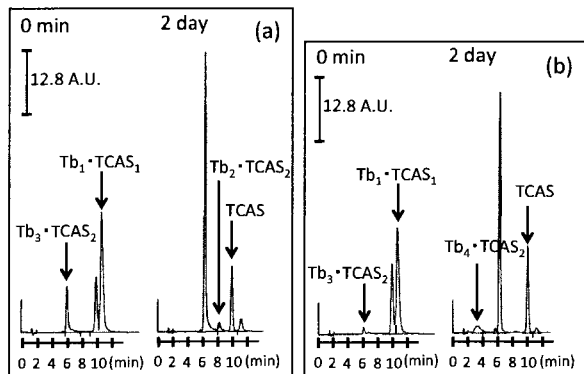 0 min
2 day
(a)
12.8 A.U.
Tb₁・TCAS₁
Tb₃・TCAS₂
Tb₂・TCAS₂
TCAS
0 2 4 6 8 10 (min)
0 2 4 6 8 10 (min)
0 min
2 day
(b)
12.8 A.U.
Tb₁・TCAS₁
Tb₃・TCAS₂
TCAS
Tb₄・TCAS₂
0 2 4 6 8 10 (min)
0 2 4 6 8 10 (min)